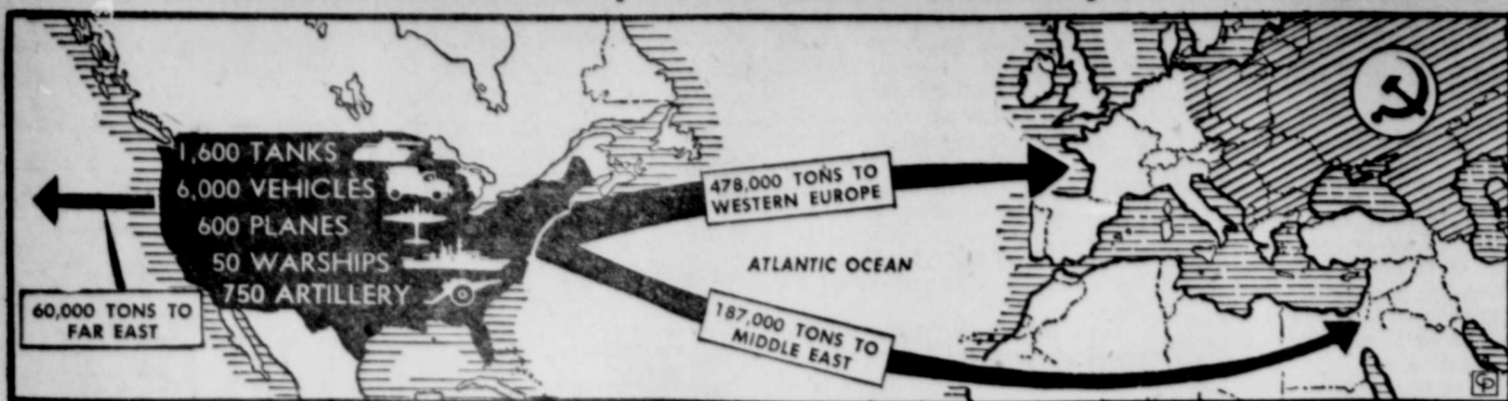 1,600 TANKS
6,000 VEHICLES
600 PLANES
50 WARSHIPS
750 ARTILLERY
60,000 TONS TO
FAR EAST
478,000 TONS TO
WESTERN EUROPE
ATLANTIC OCEAN
187,000 TONS TO
MIDDLE EAST
CP